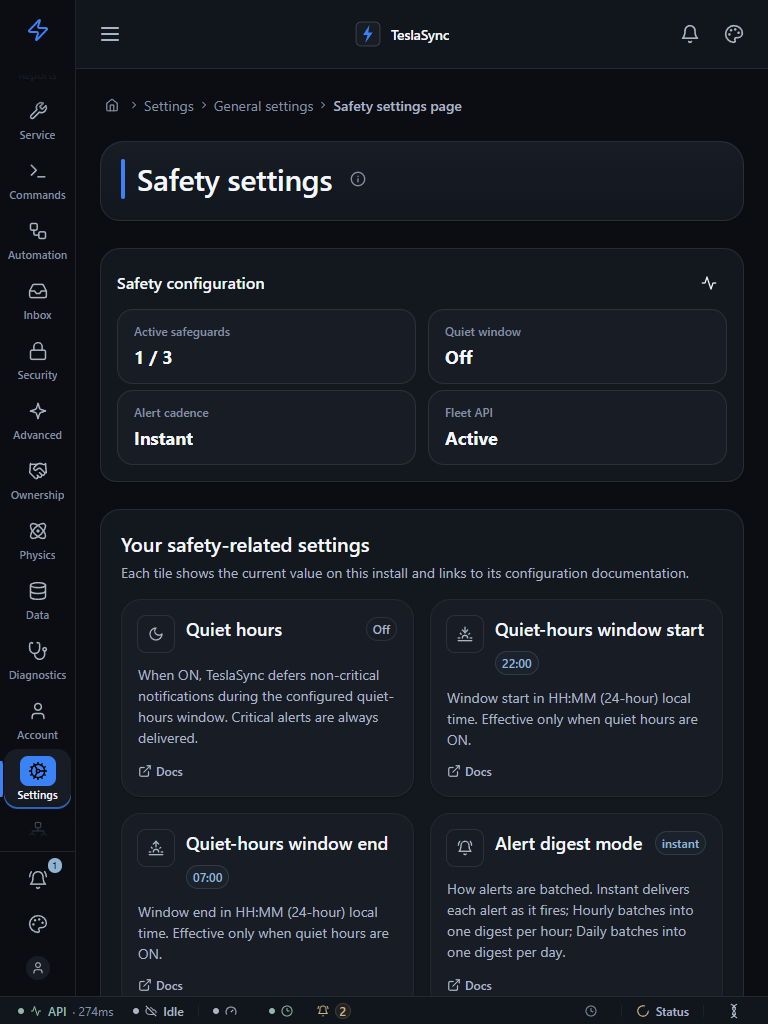 TeslaSync
Settings
General settings
Safety settings page
Service
Commands
Automation
Inbox
Security
Advanced
Ownership
Physics
Data
Diagnostics
Account
Settings
1
Safety settings
Safety configuration
Active safeguards
1 / 3
Quiet window
Off
Alert cadence
Instant
Fleet API
Active
Your safety-related settings
Each tile shows the current value on this install and links to its configuration documentation.
Quiet hours
Off
When ON, TeslaSync defers non-critical
notifications during the configured quiet-
hours window. Critical alerts are always
delivered.
Docs
Quiet-hours window start
22:00
Window start in HH:MM (24-hour) local
time. Effective only when quiet hours are
ON.
Docs
Quiet-hours window end
07:00
Window end in HH:MM (24-hour) local
time. Effective only when quiet hours are
ON.
Docs
Alert digest mode
instant
How alerts are batched. Instant delivers
each alert as it fires; Hourly batches into
one digest per hour; Daily batches into
one digest per day.
Docs
API · 274ms
Idle
2
Status